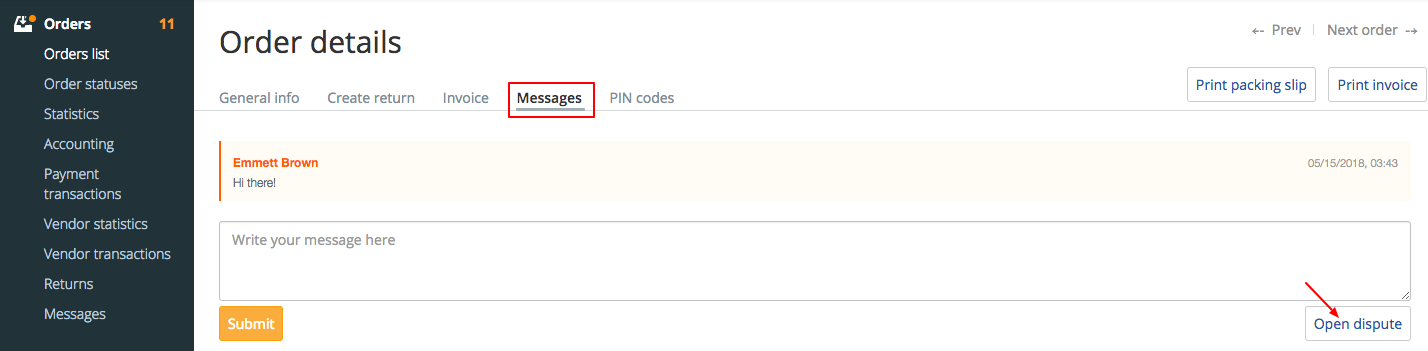 Orders 11
Orders list
Order statuses
Statistics
Accounting
Payment
transactions
Vendor statistics
Vendor transactions
Returns
Messages
Order details
← Prev | Next order →
Print packing slip Print invoice
General info Create return Invoice Messages PIN codes
Emmett Brown 05/15/2018, 03:43
Hi there!
Write your message here
Submit Open dispute